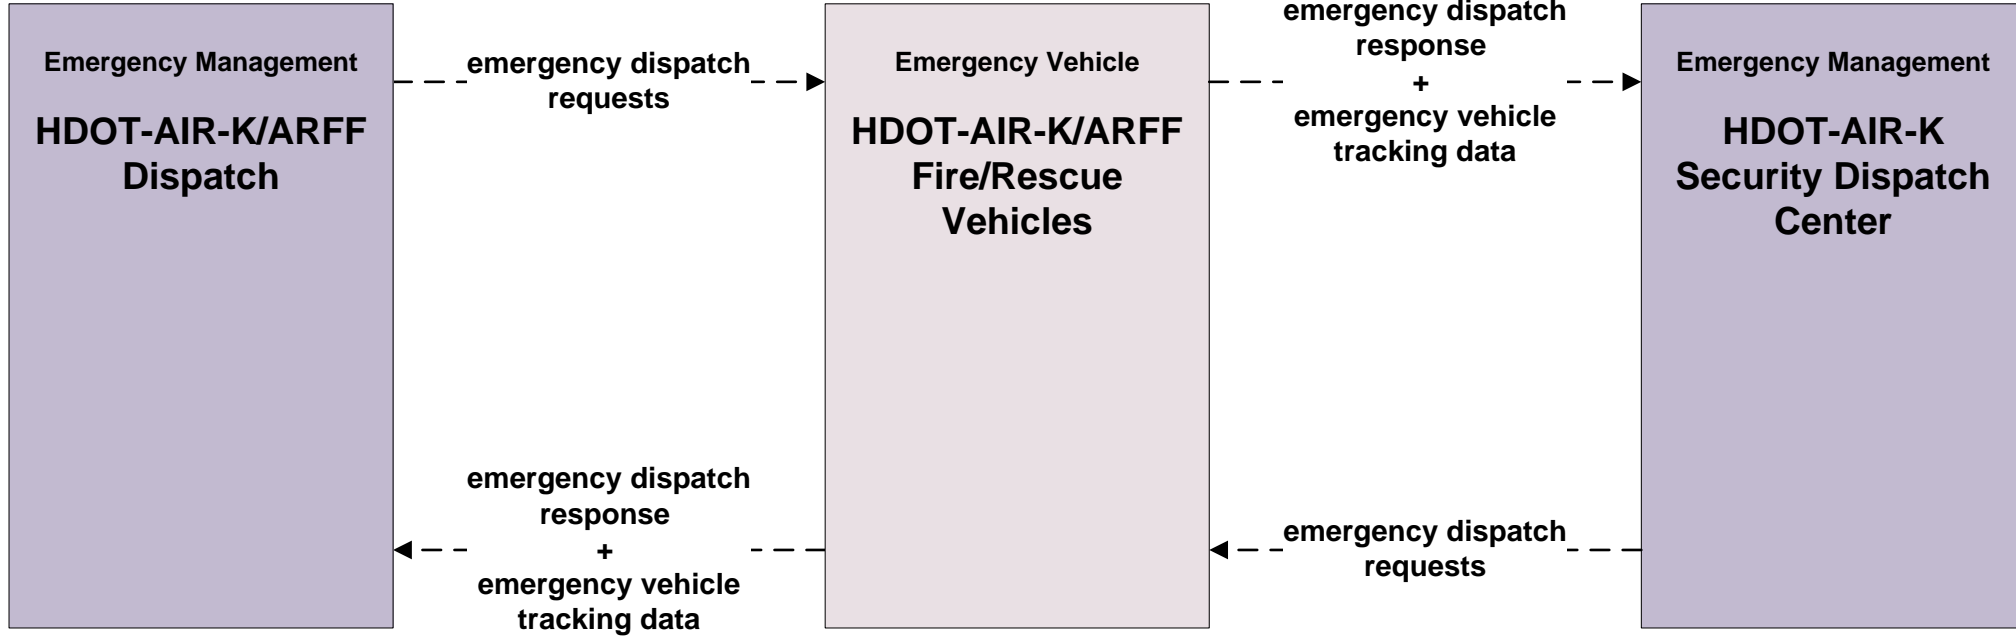 Emergency Management
HDOT-AIR-K/ARFF
Dispatch
emergency dispatch
requests
Emergency Vehicle
HDOT-AIR-K/ARFF
Fire/Rescue
Vehicles
emergency dispatch
response
+
emergency vehicle
tracking data
Emergency Management
HDOT-AIR-K
Security Dispatch
Center
emergency dispatch
response
+
emergency vehicle
tracking data
emergency dispatch
requests